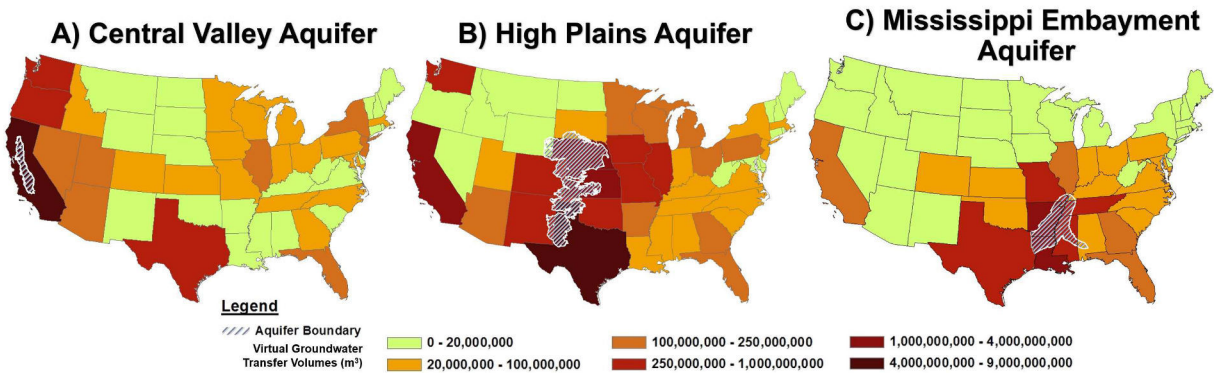 A) Central Valley Aquifer
B) High Plains Aquifer
C) Mississippi Embayment
Aquifer
Legend
Aquifer Boundary
Virtual Groundwater
Transfer Volumes (m³)
0 - 20,000,000
20,000,000 - 100,000,000
100,000,000 - 250,000,000
250,000,000 - 1,000,000,000
1,000,000,000 - 4,000,000,000
4,000,000,000 - 9,000,000,000